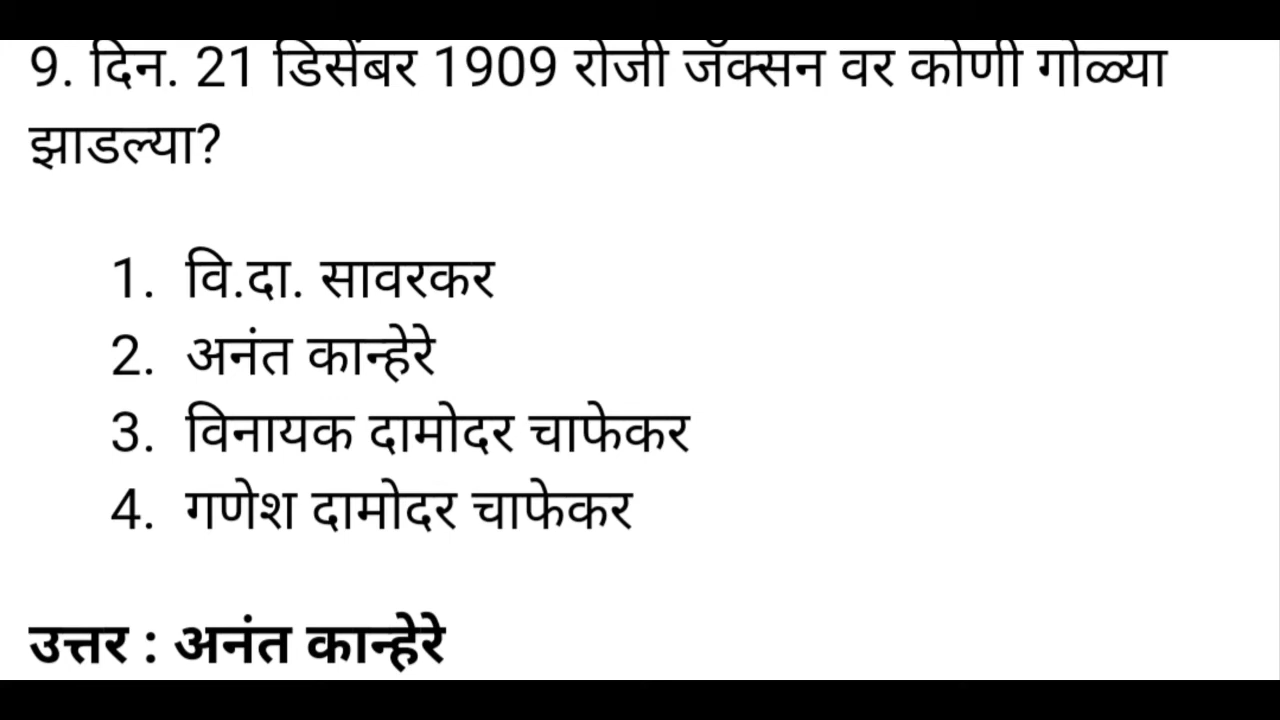 9. दिन. 21 डिसेंबर 1909 रोजी जॅक्सन वर कोणी गोळ्या
झाडल्या?
1. वि.दा. सावरकर
2. अनंत कान्हेरे
3. विनायक दामोदर चाफेकर
4. गणेश दामोदर चाफेकर
उत्तर : अनंत कान्हेरे